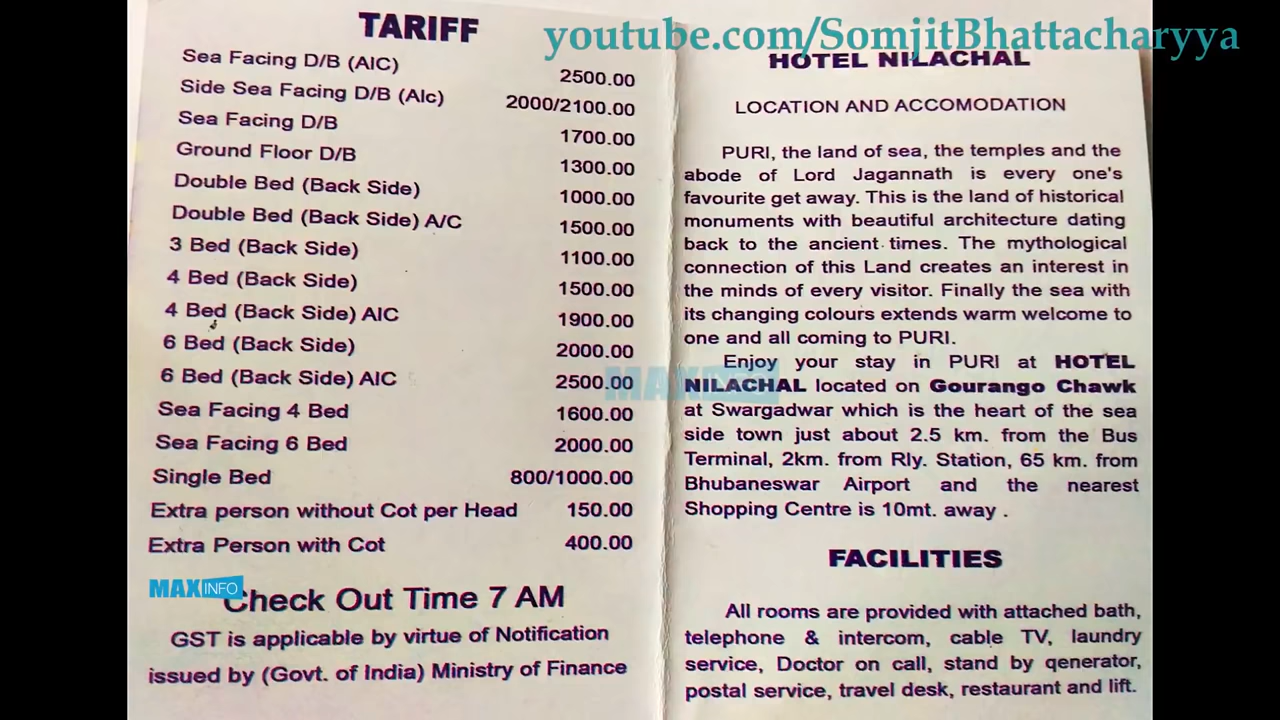 youtube.com/SomjitBhattacharyya
TARIFF
Sea Facing D/B (AIC) 2500.00
Side Sea Facing D/B (AIc) 2000/2100.00
Sea Facing D/B 1700.00
Ground Floor D/B 1300.00
Double Bed (Back Side) 1000.00
Double Bed (Back Side) A/C 1500.00
3 Bed (Back Side) 1100.00
4 Bed (Back Side) 1500.00
4 Bed (Back Side) AIC 1900.00
6 Bed (Back Side) 2000.00
6 Bed (Back Side) AIC 2500.00
Sea Facing 4 Bed 1600.00
Sea Facing 6 Bed 2000.00
Single Bed 800/1000.00
Extra person without Cot per Head 150.00
Extra Person with Cot 400.00
MAXINFO
Check Out Time 7 AM
GST is applicable by virtue of Notification
issued by (Govt. of India) Ministry of Finance
HOTEL NILACHAL
LOCATION AND ACCOMODATION
PURI, the land of sea, the temples and the
abode of Lord Jagannath is every one's
favourite get away. This is the land of historical
monuments with beautiful architecture dating
back to the ancient times. The mythological
connection of this Land creates an interest in
the minds of every visitor. Finally the sea with
its changing colours extends warm welcome to
one and all coming to PURI.
Enjoy your stay in PURI at HOTEL
MAXINFO
NILACHAL located on Gourango Chawk
at Swargadwar which is the heart of the sea
side town just about 2.5 km. from the Bus
Terminal, 2km. from Rly. Station, 65 km. from
Bhubaneswar Airport and the nearest
Shopping Centre is 10mt. away .
FACILITIES
All rooms are provided with attached bath,
telephone & intercom, cable TV, laundry
service, Doctor on call, stand by qenerator,
postal service, travel desk, restaurant and lift.